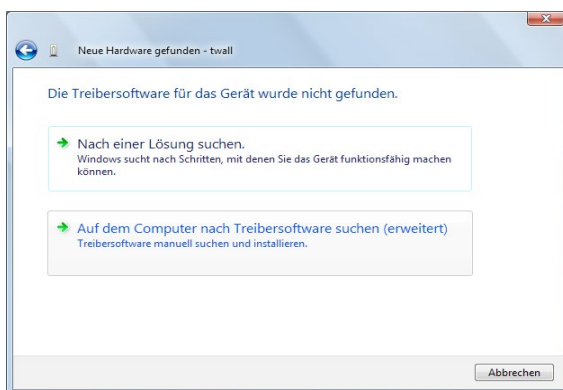 Neue Hardware gefunden - twall
Die Treibersoftware für das Gerät wurde nicht gefunden.
Nach einer Lösung suchen.
Windows sucht nach Schritten, mit denen Sie das Gerät funktionsfähig machen
können.
Auf dem Computer nach Treibersoftware suchen (erweitert)
Treibersoftware manuell suchen und installieren.
Abbrechen